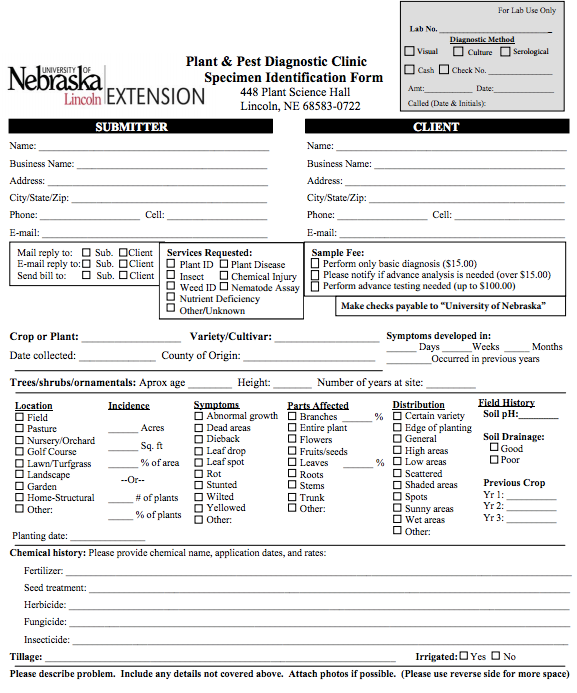 For Lab Use Only
Lab No.
Diagnostic Method
Visual Culture Serological
Cash Check No.
Amt: Date:
Called (Date & Initials):
UNIVERSITY OF
Nebraska
Lincoln
EXTENSION
Plant & Pest Diagnostic Clinic
Specimen Identification Form
448 Plant Science Hall
Lincoln, NE 68583-0722
SUBMITTER
Name:
Business Name:
Address:
City/State/Zip:
Phone: Cell:
E-mail:
CLIENT
Name:
Business Name:
Address:
City/State/Zip:
Phone: Cell:
E-mail:
Mail reply to: Sub. Client
E-mail reply to: Sub. Client
Send bill to: Sub. Client
Services Requested:
Plant ID Plant Disease
Insect Chemical Injury
Weed ID Nematode Assay
Nutrient Deficiency
Other/Unknown
Sample Fee:
Perform only basic diagnosis ($15.00)
Please notify if advance analysis is needed (over $15.00)
Perform advance testing needed (up to $100.00)
Make checks payable to “University of Nebraska”
Crop or Plant: Variety/Cultivar:
Date collected: County of Origin:
Symptoms developed in:
Days Weeks Months
Occurred in previous years
Trees/shrubs/ornamentals: Aprox age Height: Number of years at site:
Location
Field
Pasture
Nursery/Orchard
Golf Course
Lawn/Turfgrass
Landscape
Garden
Home-Structural
Other:
Planting date:
Incidence
Acres
Sq. ft
% of area
--Or--
# of plants
% of plants
Symptoms
Abnormal growth
Dead areas
Dieback
Leaf drop
Leaf spot
Rot
Stunted
Wilted
Yellowed
Other:
Parts Affected
Branches %
Entire plant
Flowers
Fruits/seeds
Leaves %
Roots
Stems
Trunk
Other:
Distribution
Certain variety
Edge of planting
General
High areas
Low areas
Scattered
Shaded areas
Spots
Sunny areas
Wet areas
Other:
Field History
Soil pH:
Soil Drainage:
Good
Poor
Previous Crop
Yr 1:
Yr 2:
Yr 3:
Chemical history: Please provide chemical name, application dates, and rates:
Fertilizer:
Seed treatment:
Herbicide:
Fungicide:
Insecticide:
Tillage: Irrigated: Yes No
Please describe problem. Include any details not covered above. Attach photos if possible. (Please use reverse side for more space)